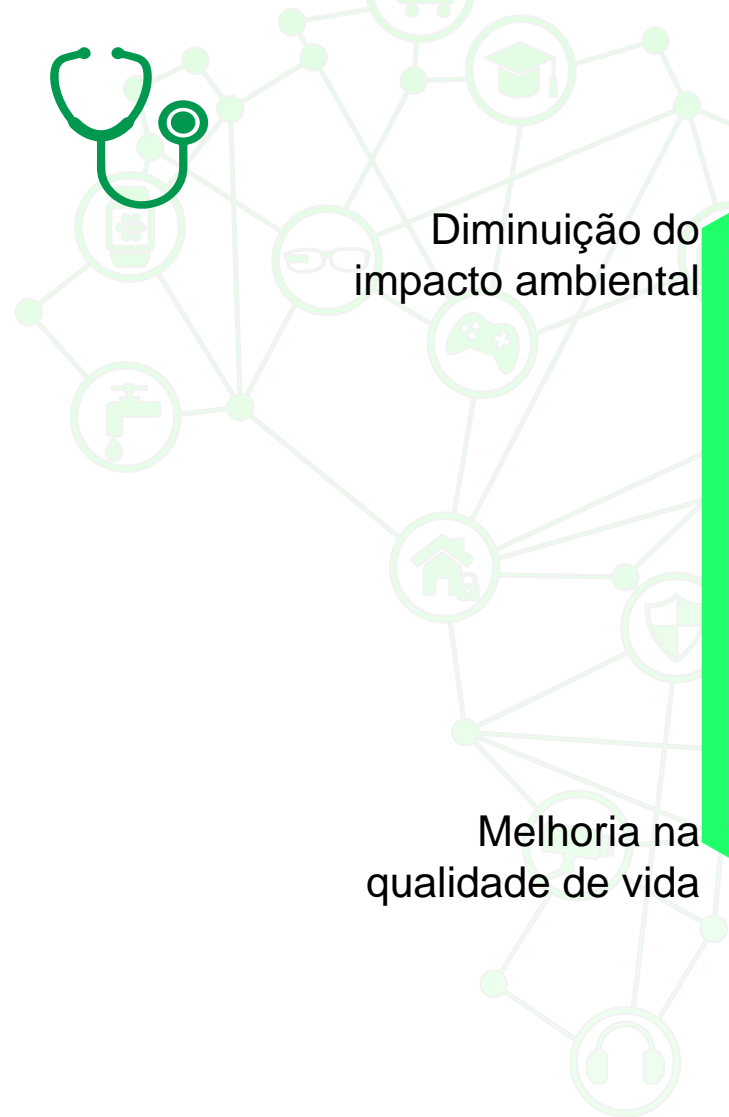 Diminuição do
impacto ambiental
Melhoria na
qualidade de vida